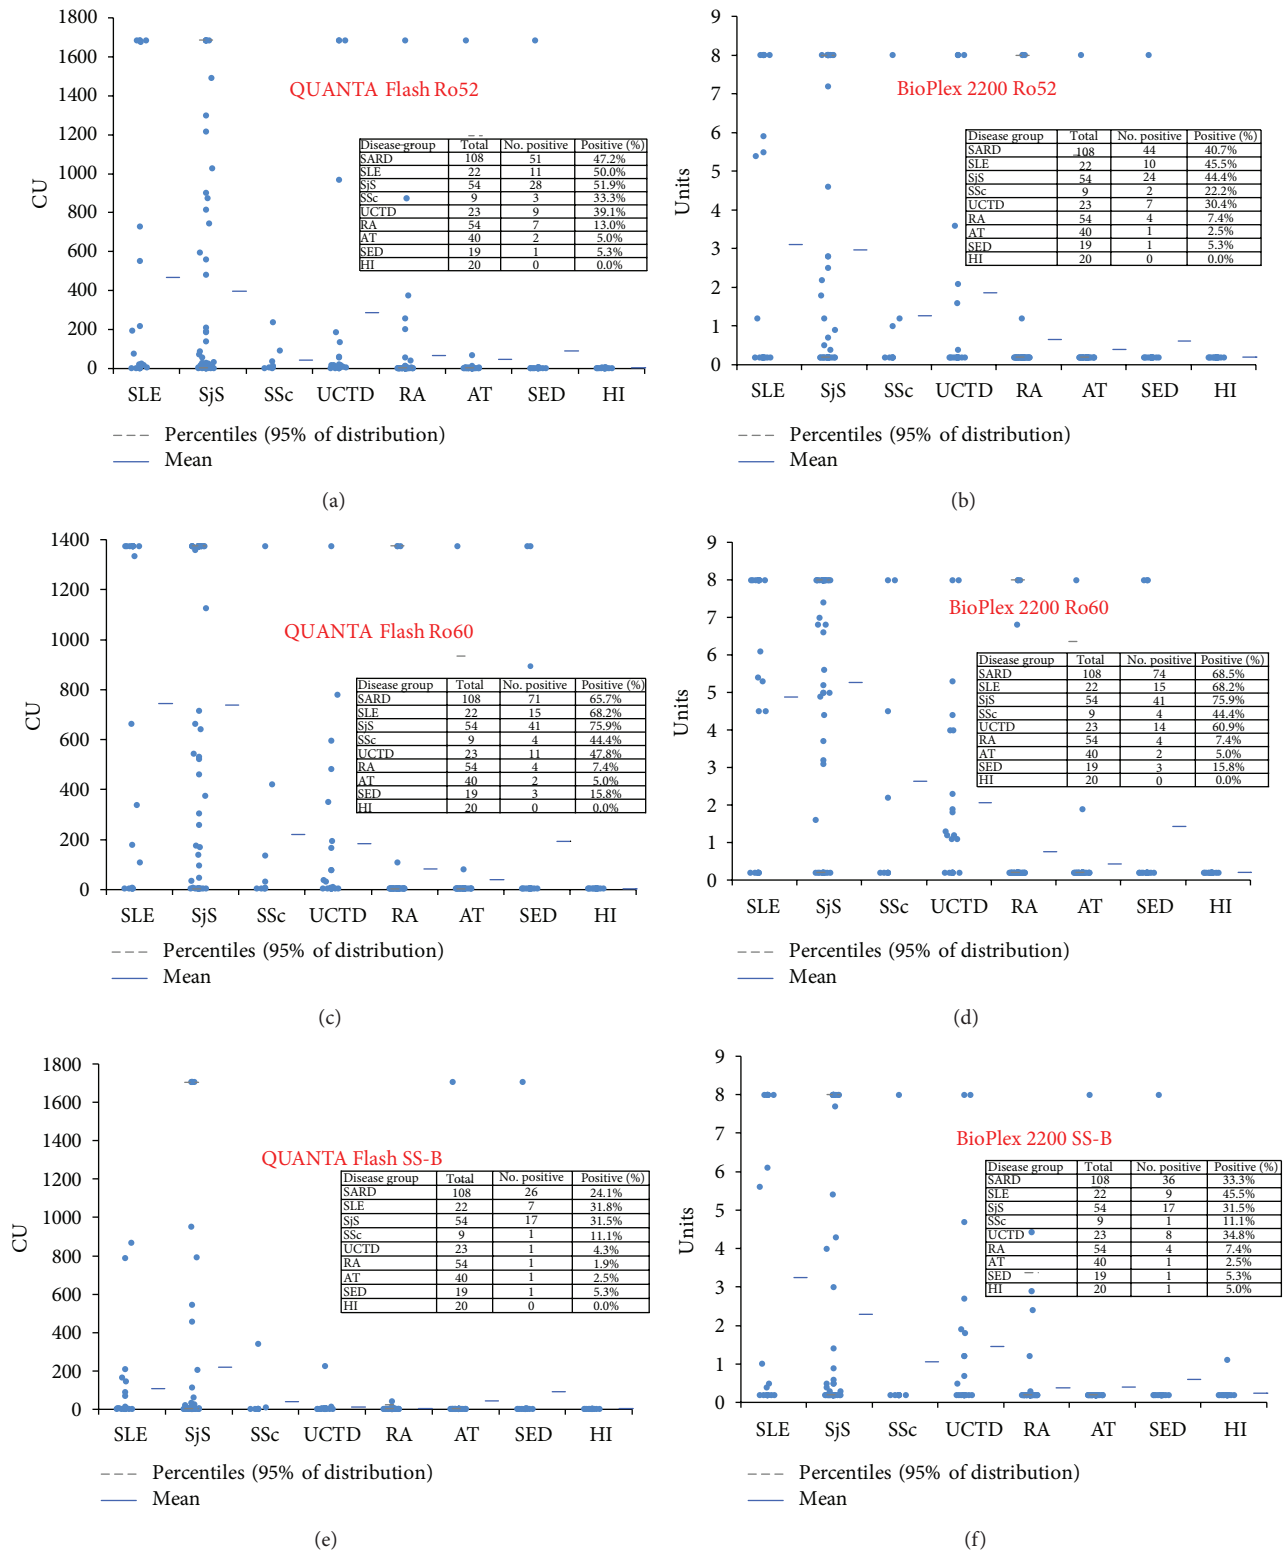 1800
1600
1400
1200
1000
800
600
400
200
0
CU
QUANTA Flash Ro52
Disease group Total No. positive Positive (%)
SARD 108 51 47.2%
SLE 22 11 50.0%
SjS 54 28 51.9%
SSc 9 3 33.3%
UCTD 23 9 39.1%
RA 54 7 13.0%
AT 40 2 5.0%
SED 19 1 5.3%
HI 20 0 0.0%
SLE SjS SSc UCTD RA AT SED HI
Percentiles (95% of distribution)
Mean
(a)
9
8
7
6
5
4
3
2
1
0
Units
BioPlex 2200 Ro52
Disease group Total No. positive Positive (%)
SARD 108 44 40.7%
SLE 22 10 45.5%
SjS 54 24 44.4%
SSc 9 2 22.2%
UCTD 23 7 30.4%
RA 54 4 7.4%
AT 40 1 2.5%
SED 19 1 5.3%
HI 20 0 0.0%
SLE SjS SSc UCTD RA AT SED HI
Percentiles (95% of distribution)
Mean
(b)
1400
1200
1000
800
600
400
200
0
CU
QUANTA Flash Ro60
Disease group Total No. positive Positive (%)
SARD 108 71 65.7%
SLE 22 15 68.2%
SjS 54 41 75.9%
SSc 9 4 44.4%
UCTD 23 11 47.8%
RA 54 4 7.4%
AT 40 2 5.0%
SED 19 3 15.8%
HI 20 0 0.0%
SLE SjS SSc UCTD RA AT SED HI
Percentiles (95% of distribution)
Mean
(c)
9
8
7
6
5
4
3
2
1
0
Units
BioPlex 2200 Ro60
Disease group Total No. positive Positive (%)
SARD 108 74 68.5%
SLE 22 15 68.2%
SjS 54 41 75.9%
SSc 9 4 44.4%
UCTD 23 14 60.9%
RA 54 4 7.4%
AT 40 2 5.0%
SED 19 3 15.8%
HI 20 0 0.0%
SLE SjS SSc UCTD RA AT SED HI
Percentiles (95% of distribution)
Mean
(d)
1800
1600
1400
1200
1000
800
600
400
200
0
CU
QUANTA Flash SS-B
Disease group Total No. positive Positive (%)
SARD 108 26 24.1%
SLE 22 7 31.8%
SjS 54 17 31.5%
SSc 9 1 11.1%
UCTD 23 1 4.3%
RA 54 1 1.9%
AT 40 1 2.5%
SED 19 1 5.3%
HI 20 0 0.0%
SLE SjS SSc UCTD RA AT SED HI
Percentiles (95% of distribution)
Mean
(e)
9
8
7
6
5
4
3
2
1
0
Units
BioPlex 2200 SS-B
Disease group Total No. positive Positive (%)
SARD 108 36 33.3%
SLE 22 9 45.5%
SjS 54 17 31.5%
SSc 9 1 11.1%
UCTD 23 8 34.8%
RA 54 4 7.4%
AT 40 1 2.5%
SED 19 1 5.3%
HI 20 1 5.0%
SLE SjS SSc UCTD RA AT SED HI
Percentiles (95% of distribution)
Mean
(f)